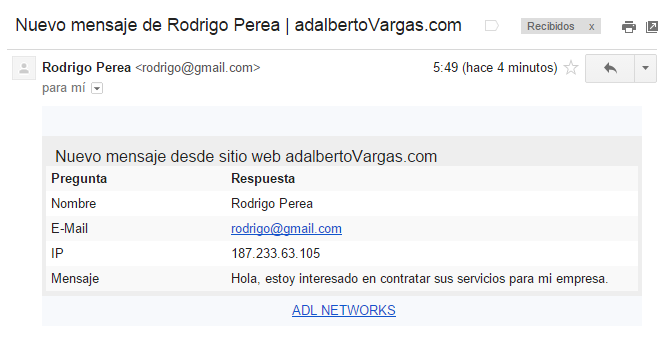 Nuevo mensaje de Rodrigo Perea | adalbertoVargas.com
Recibidos x
Rodrigo Perea <rodrigo@gmail.com>
5:49 (hace 4 minutos)
para mí
Nuevo mensaje desde sitio web adalbertoVargas.com
Pregunta Respuesta
Nombre Rodrigo Perea
E-Mail rodrigo@gmail.com
IP 187.233.63.105
Mensaje Hola, estoy interesado en contratar sus servicios para mi empresa.
ADL NETWORKS